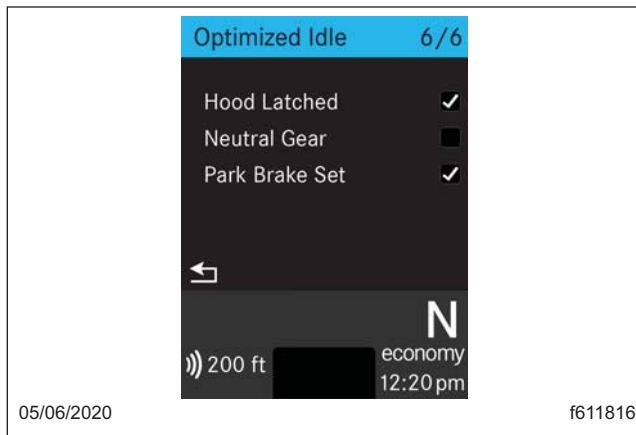 Optimized Idle 6/6
Hood Latched
Neutral Gear
Park Brake Set
N
economy
200 ft
12:20 pm
05/06/2020 f611816